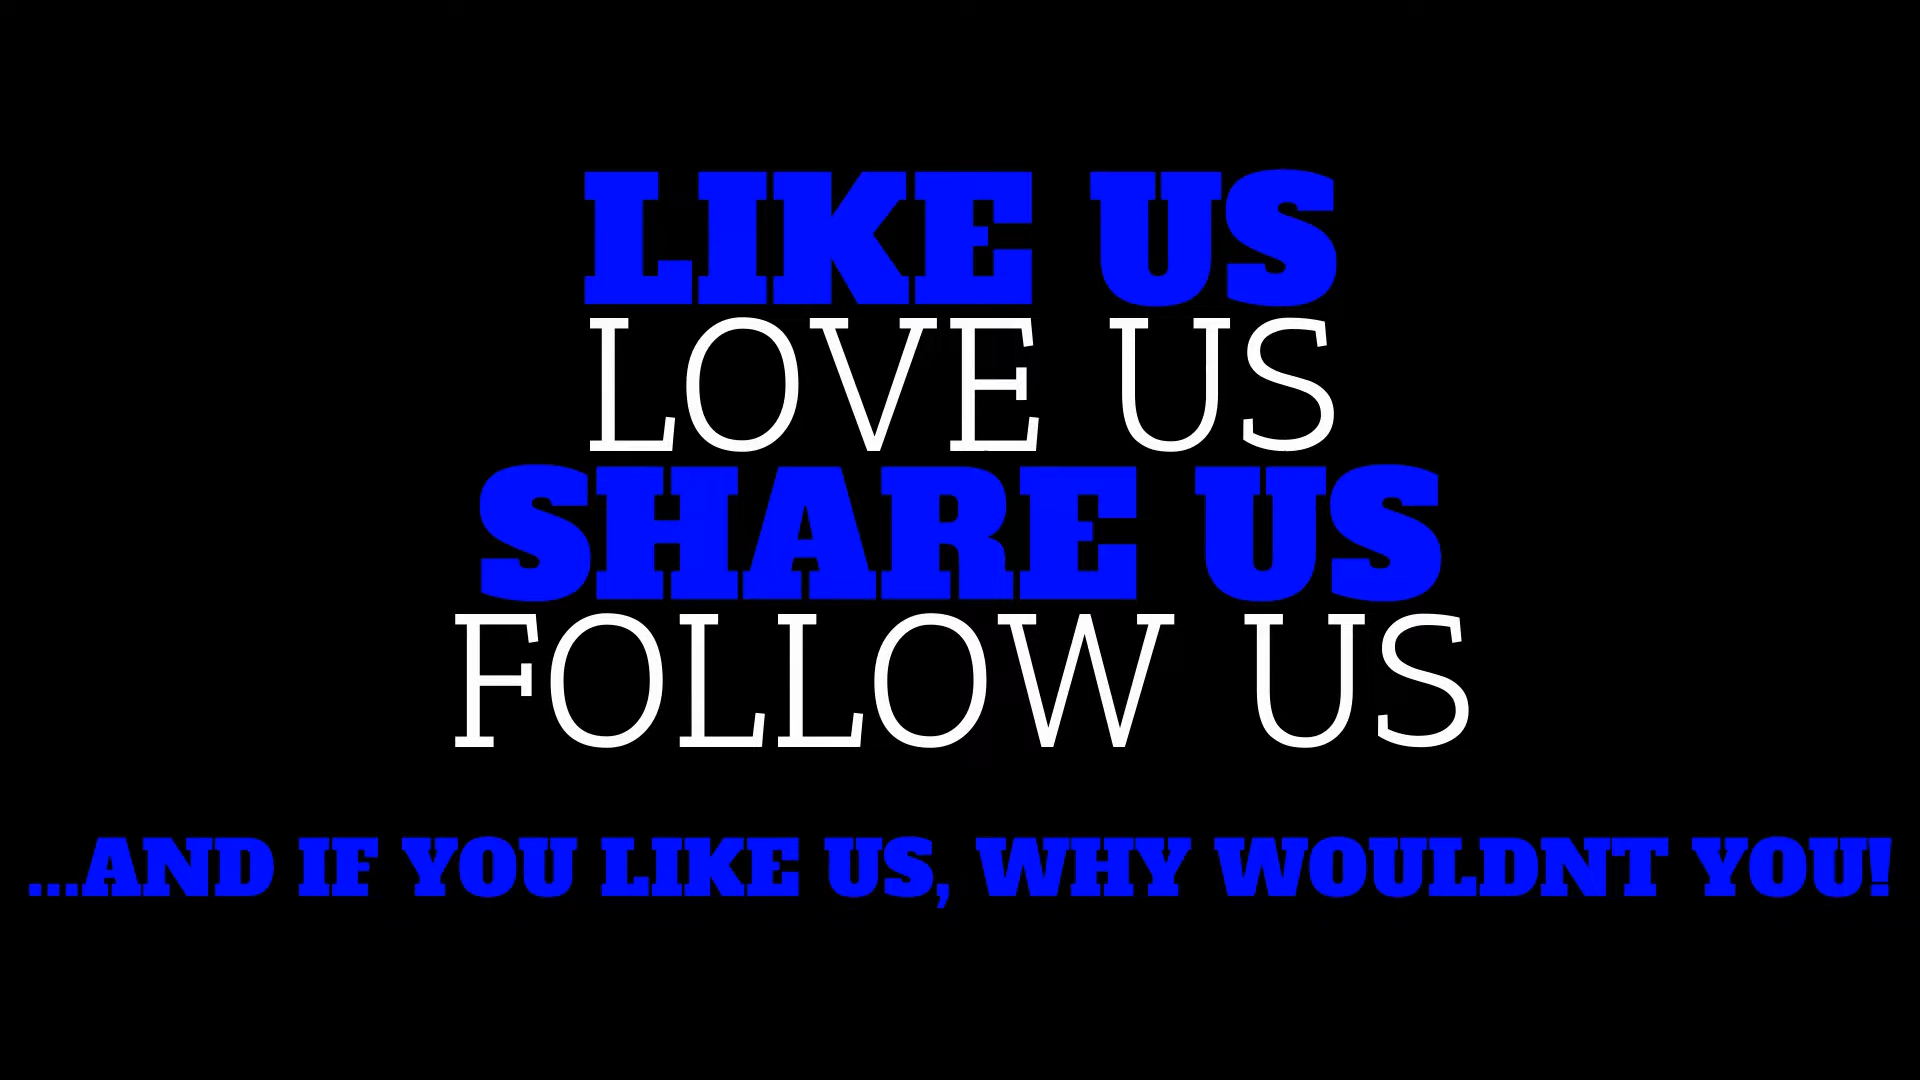 LIKE US
LOVE US
SHARE US
FOLLOW US
...AND IF YOU LIKE US, WHY WOULDNT YOU!